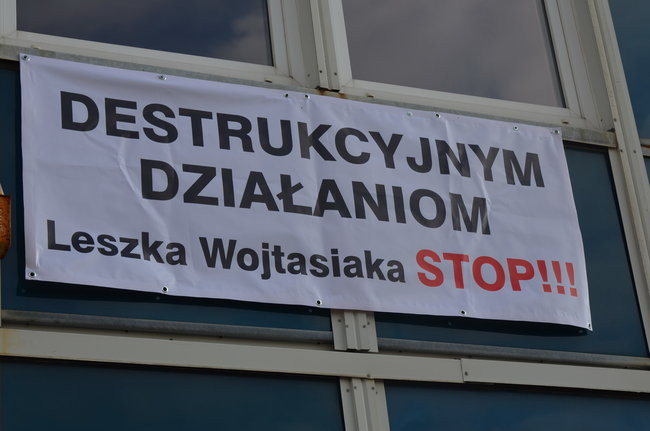 DESTRUKCYJNYM
DZIAŁANIOM
Leszka Wojtasiaka STOP!!!